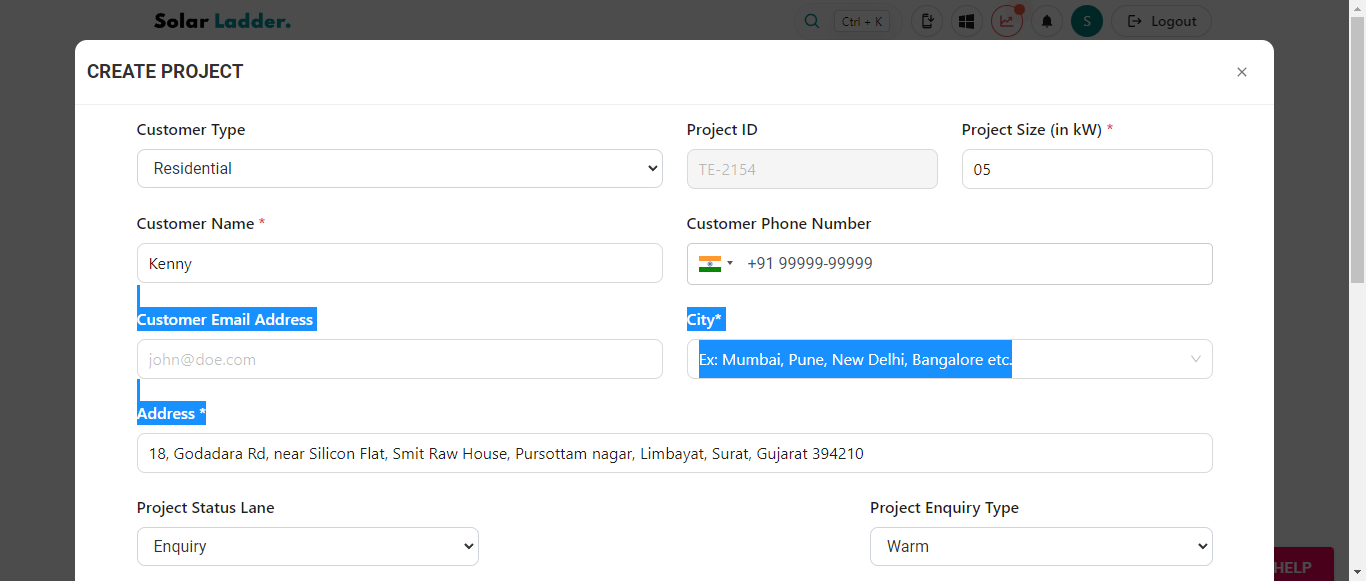 Solar Ladder.
Ctrl + K
S
Logout
CREATE PROJECT
Customer Type
Project ID
Project Size (in kW) *
Residential
TE-2154
05
Customer Name *
Customer Phone Number
Kenny
+91 99999-99999
Customer Email Address
City*
john@doe.com
Ex: Mumbai, Pune, New Delhi, Bangalore etc.
Address *
18, Godadara Rd, near Silicon Flat, Smit Raw House, Pursottam nagar, Limbayat, Surat, Gujarat 394210
Project Status Lane
Project Enquiry Type
Enquiry
Warm
HELP